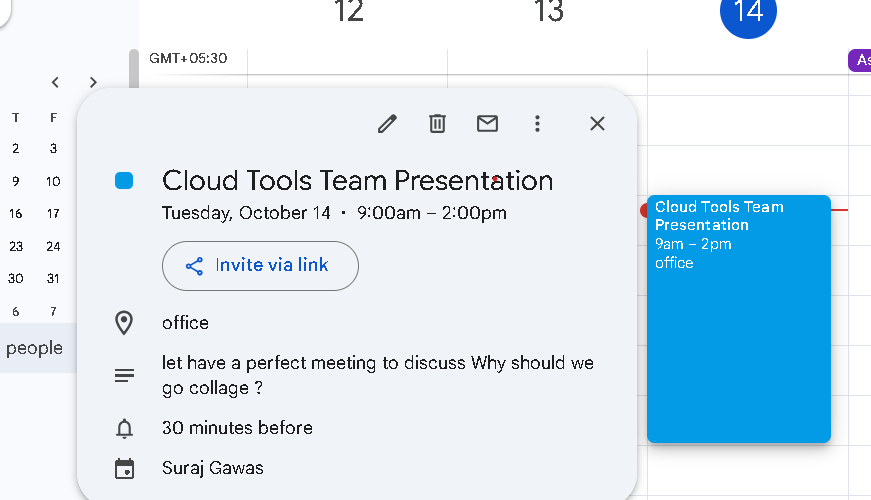 12
13
14
GMT+05:30
T F
2 3
9 10
16 17
23 24
30 31
6 7
people
Cloud Tools Team Presentation
Tuesday, October 14 · 9:00am – 2:00pm
Invite via link
office
let have a perfect meeting to discuss Why should we
go collage ?
30 minutes before
Suraj Gawas
Cloud Tools Team
Presentation
9am – 2pm
office